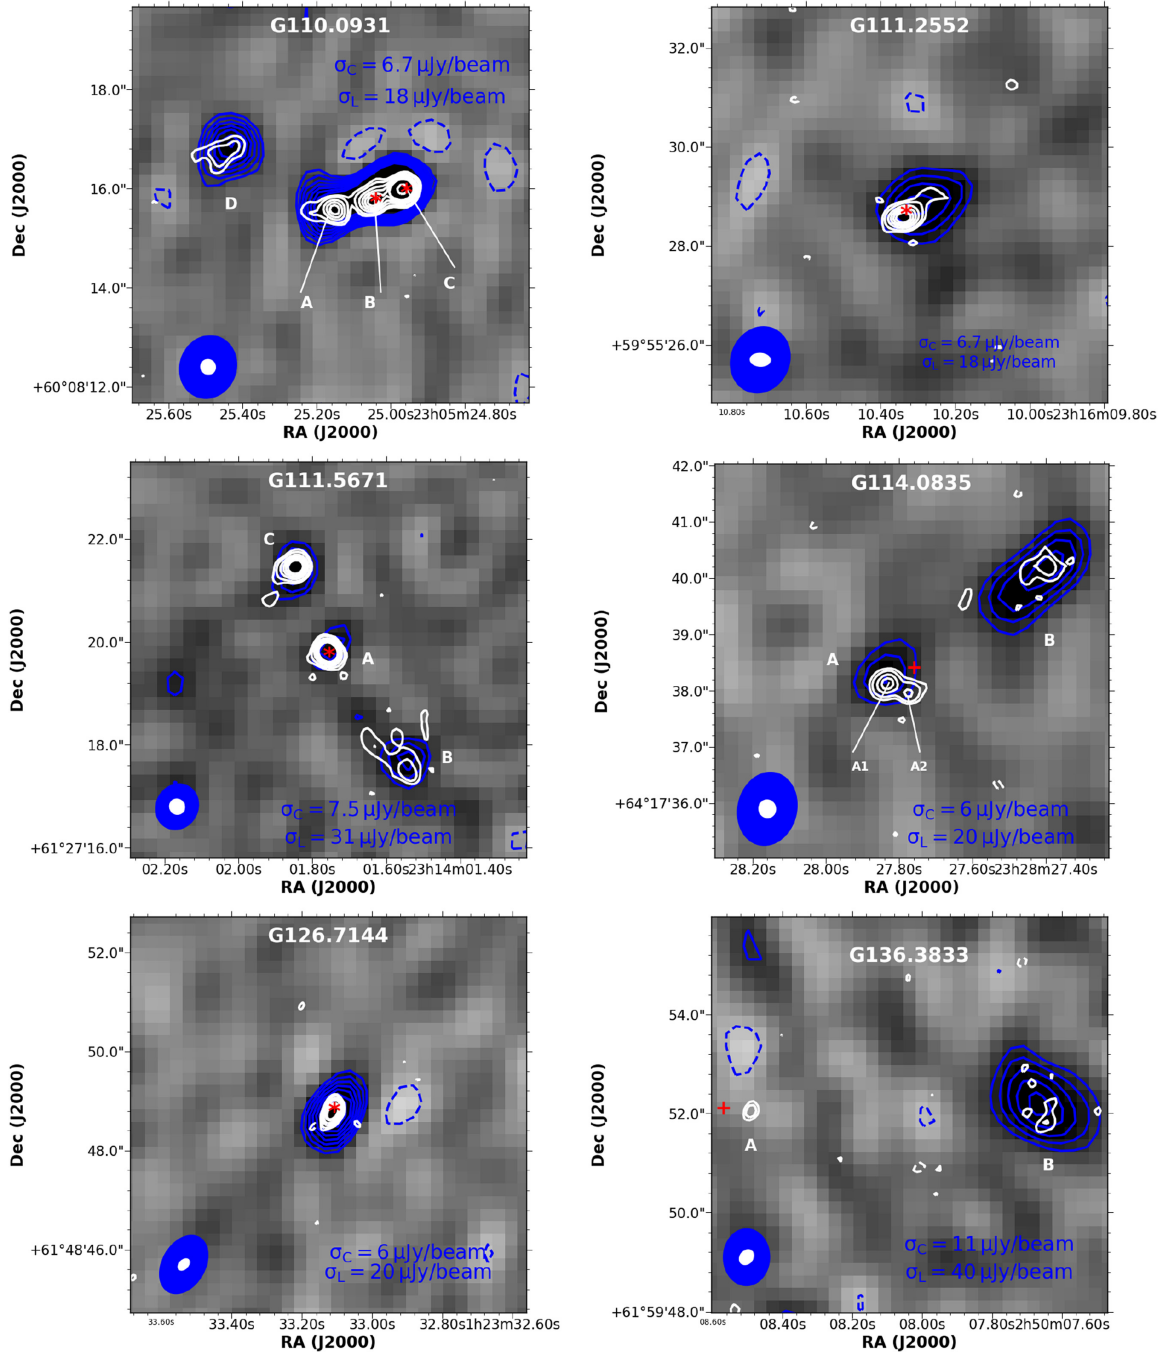 G110.0931
σC = 6.7 μJy/beam
σL = 18 μJy/beam
18.0"
16.0"
14.0"
+60°08'12.0"
Dec (J2000)
D
A
B
C
25.60s 25.40s 25.20s 25.00s23h05m24.80s
RA (J2000)
G111.2552
32.0"
30.0"
28.0"
+59°55'26.0"
Dec (J2000)
σC = 6.7 μJy/beam
σL = 18 μJy/beam
10.80s 10.60s 10.40s 10.20s 10.00s23h16m09.80s
RA (J2000)
G111.5671
22.0"
20.0"
18.0"
+61°27'16.0"
Dec (J2000)
C
A
B
σC = 7.5 μJy/beam
σL = 31 μJy/beam
02.20s 02.00s 01.80s 01.60s23h14m01.40s
RA (J2000)
G114.0835
42.0"
41.0"
40.0"
39.0"
38.0"
37.0"
+64°17'36.0"
Dec (J2000)
B
A
A1
A2
σC = 6 μJy/beam
σL = 20 μJy/beam
28.20s 28.00s 27.80s 27.60s23h28m27.40s
RA (J2000)
G126.7144
52.0"
50.0"
48.0"
+61°48'46.0"
Dec (J2000)
σC = 6 μJy/beam
σL = 20 μJy/beam
33.60s 33.40s 33.20s 33.00s 32.80s1h23m32.60s
RA (J2000)
G136.3833
54.0"
52.0"
50.0"
+61°59'48.0"
Dec (J2000)
A
B
σC = 11 μJy/beam
σL = 40 μJy/beam
08.60s 08.40s 08.20s 08.00s 07.80s2h50m07.60s
RA (J2000)